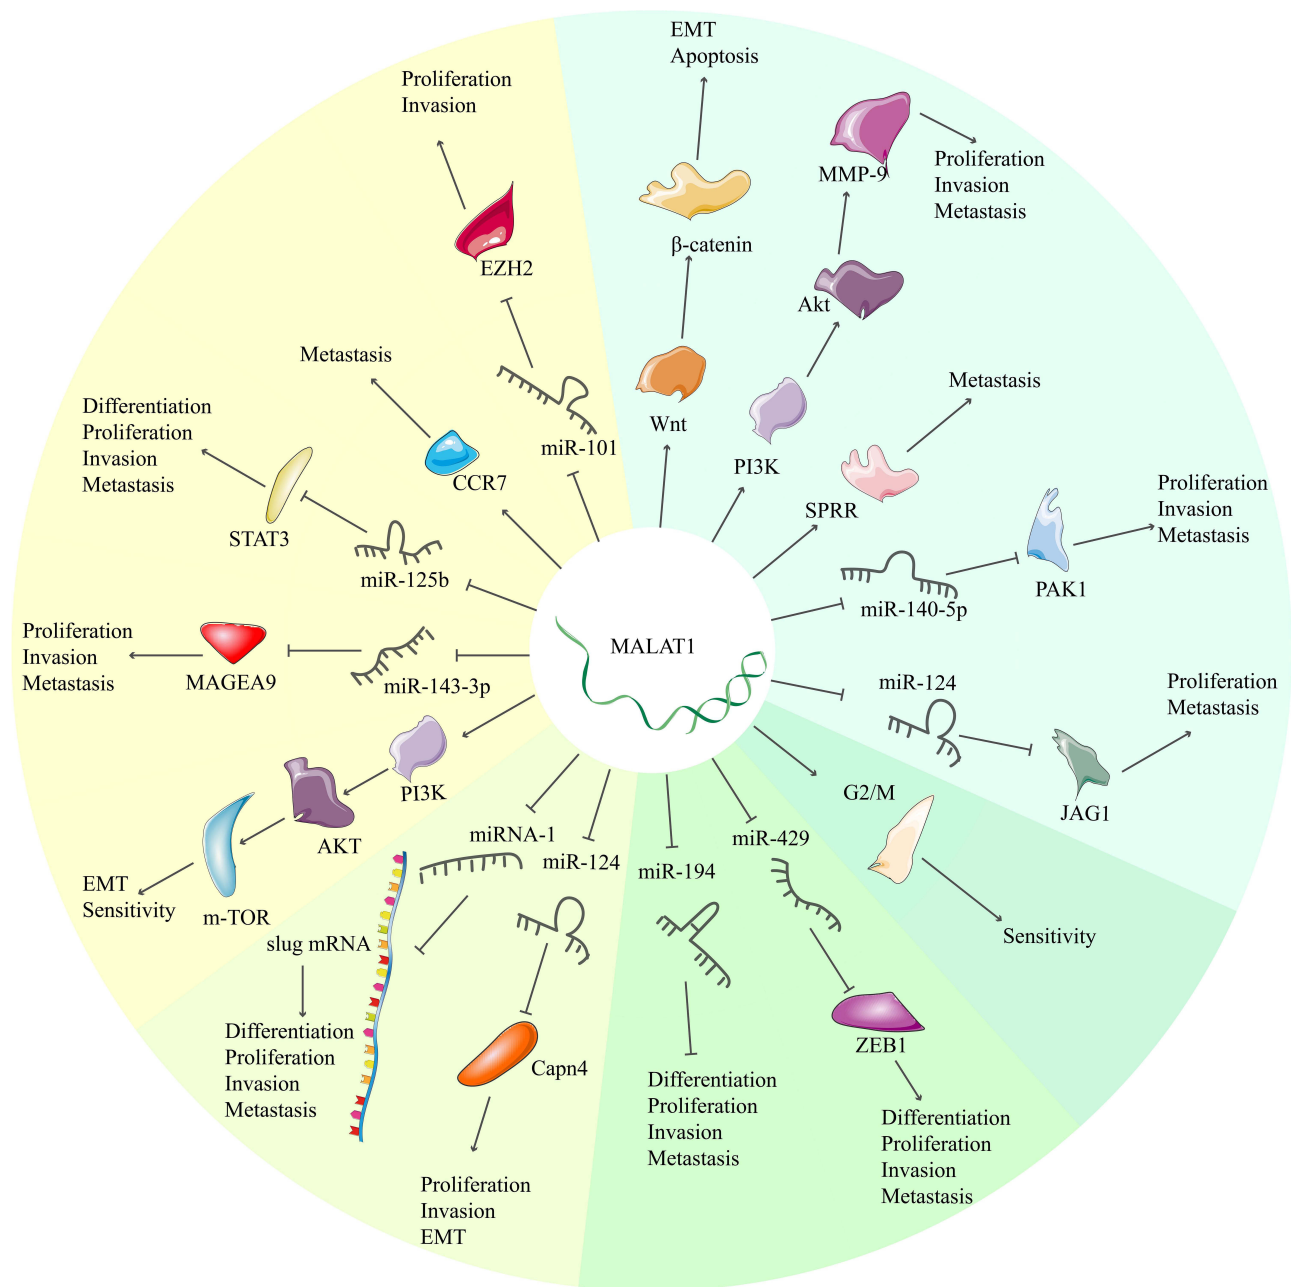 EMT
Apoptosis
β-catenin
Wnt
MMP-9
Proliferation
Invasion
Metastasis
Akt
PI3K
Metastasis
SPRR
Proliferation
Invasion
Metastasis
PAK1
miR-140-5p
miR-124
Proliferation
Metastasis
JAG1
G2/M
Sensitivity
miR-429
ZEB1
Differentiation
Proliferation
Invasion
Metastasis
miR-194
Differentiation
Proliferation
Invasion
Metastasis
miR-124
Capn4
Proliferation
Invasion
EMT
miRNA-1
slug mRNA
Differentiation
Proliferation
Invasion
Metastasis
PI3K
AKT
m-TOR
EMT
Sensitivity
miR-143-3p
MAGEA9
Proliferation
Invasion
Metastasis
miR-125b
STAT3
Differentiation
Proliferation
Invasion
Metastasis
CCR7
Metastasis
miR-101
EZH2
Proliferation
Invasion
MALAT1